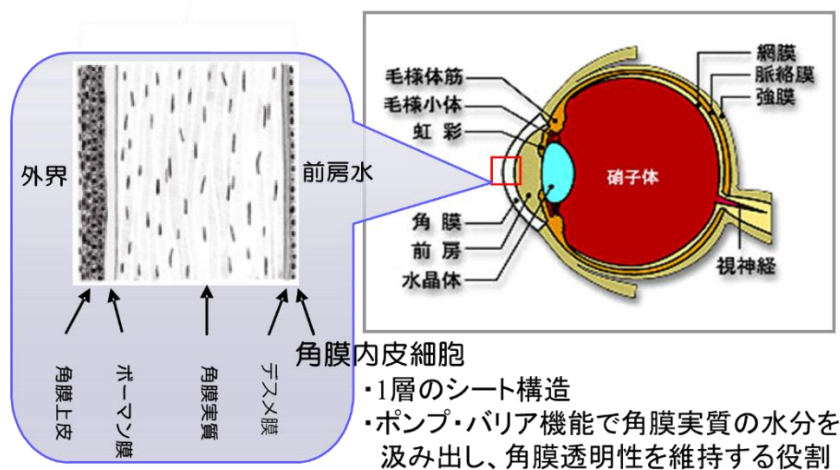 外界
前房水
角膜上皮
ボーマン膜
角膜実質
デスメ膜
毛様体筋
毛様小体
虹 彩
角 膜
前 房
水晶体
硝子体
網膜
脈絡膜
強膜
視神経
角膜内皮細胞
・1層のシート構造
・ポンプ・バリア機能で角膜実質の水分を
汲み出し、角膜透明性を維持する役割